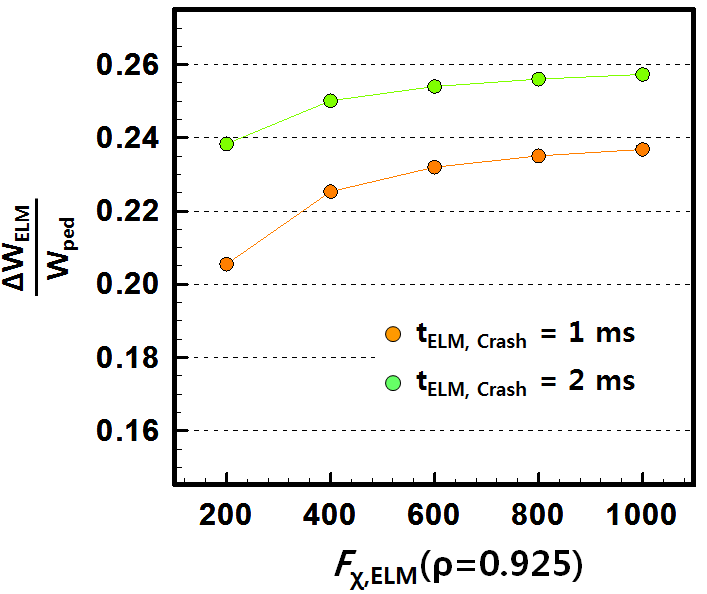 0.26
0.24
0.22
0.20
0.18
0.16
ΔW_ELM
W_ped
t_ELM, Crash = 1 ms
t_ELM, Crash = 2 ms
200 400 600 800 1000
F_χ,ELM(ρ=0.925)